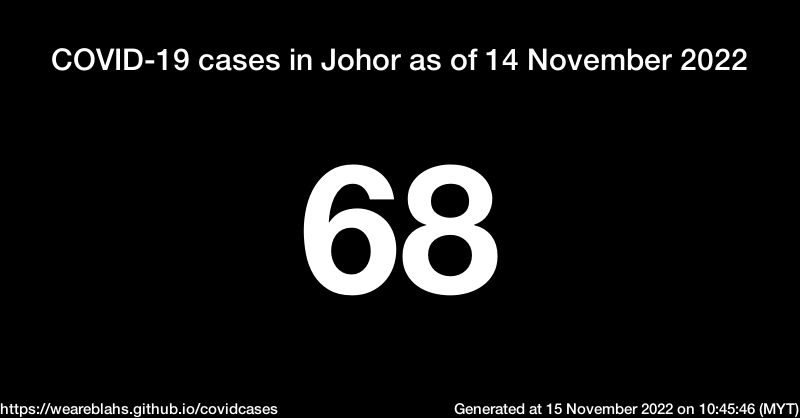 COVID-19 cases in Johor as of 14 November 2022
68
https://weareblahs.github.io/covidcases
Generated at 15 November 2022 on 10:45:46 (MYT)